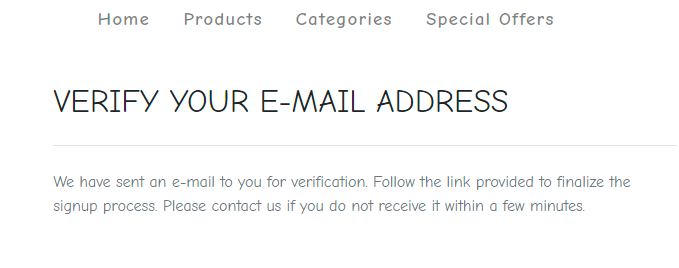 Home Products Categories Special Offers
VERIFY YOUR E-MAIL ADDRESS
We have sent an e-mail to you for verification. Follow the link provided to finalize the
signup process. Please contact us if you do not receive it within a few minutes.